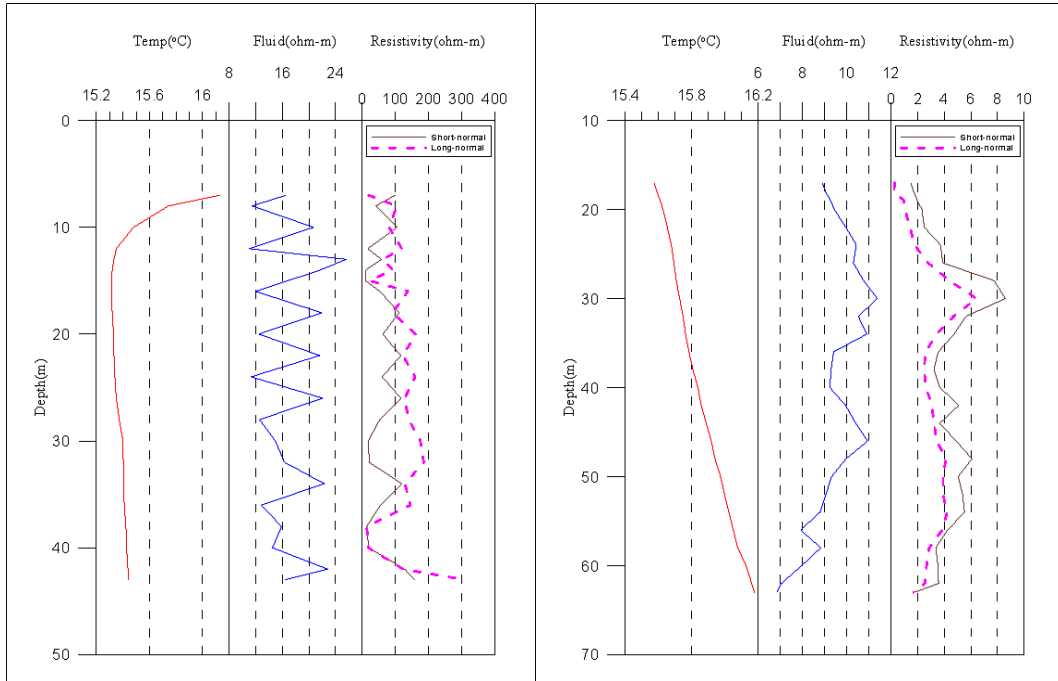 Temp(°C) Fluid(ohm-m) Resistivity(ohm-m)
8 16 24
15.2 15.6 16
0 100 200 300 400
Short-normal
Long-normal
0
10
20
30
40
50
Depth(m)
Temp(°C) Fluid(ohm-m) Resistivity(ohm-m)
6 8 10 12
15.4 15.8 16.2
0 2 4 6 8 10
Short-normal
Long-normal
10
20
30
40
50
60
70
Depth(m)